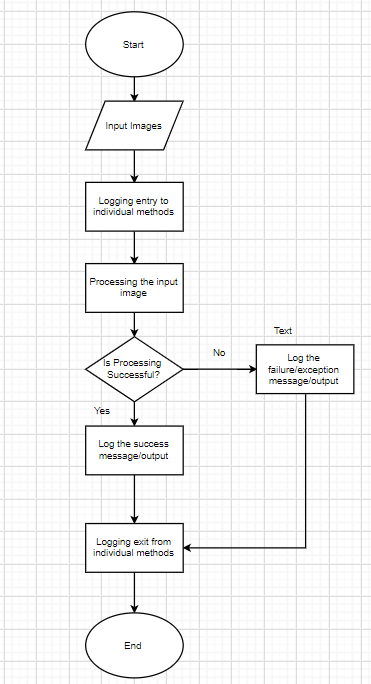 Start
Input Images
Logging entry to
individual methods
Processing the input
image
Is Processing
Successful?
No
Text
Log the
failure/exception
message/output
Yes
Log the success
message/output
Logging exit from
individual methods
End